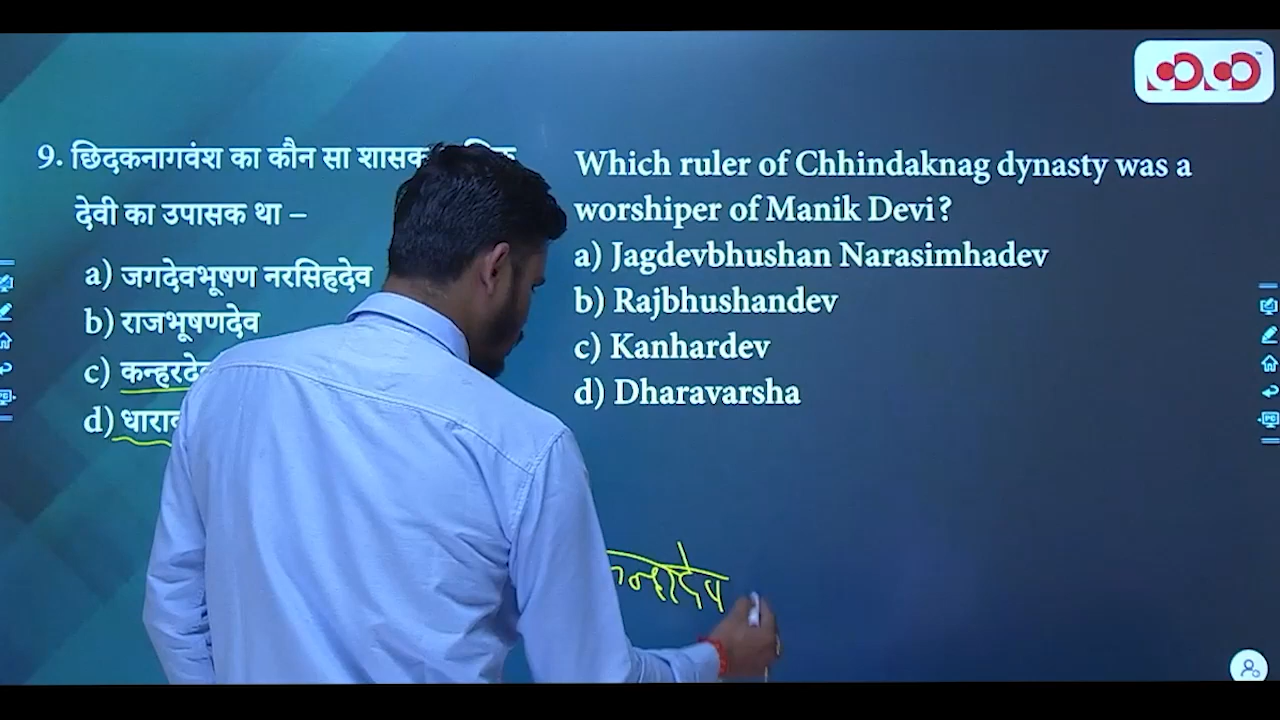 9. छिदकनागवंश का कौन सा शासक
देवी का उपासक था –
a) जगदेवभूषण नरसिहदेव
b) राजभूषणदेव
c) कन्हरदे
d) धाराव
Which ruler of Chhindaknag dynasty was a
worshiper of Manik Devi?
a) Jagdevbhushan Narasimhadev
b) Rajbhushandev
c) Kanhardev
d) Dharavarsha